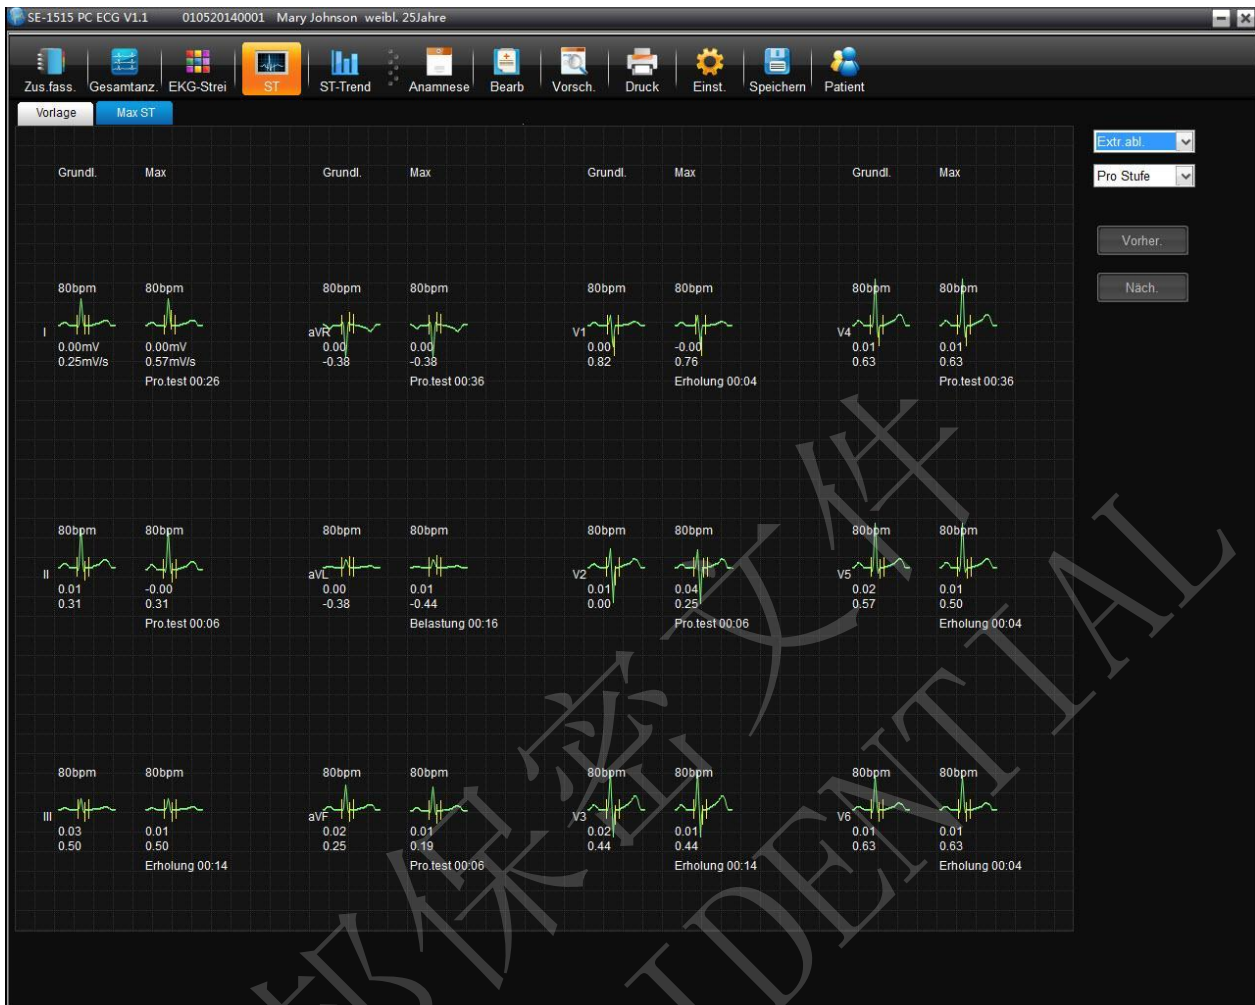 SE-1515 PC ECG V1.1 010520140001 Mary Johnson weibl. 25Jahre
Zus.fass. Gesamtanz. EKG-Strei ST ST-Trend Anamnese Bearb Vorsch. Druck Einst. Speichern Patient
Vorlage Max ST
Extr.abl.
Pro Stufe
Vorher.
Näch.
Grundl. Max Grundl. Max Grundl. Max Grundl. Max
80bpm 80bpm 80bpm 80bpm 80bpm 80bpm 80bpm 80bpm
I aVR V1 V4
0.00mV 0.00mV 0.00 0.00 0.00 -0.00 0.01 0.01
0.25mV/s 0.57mV/s -0.38 -0.38 0.82 0.76 0.63 0.63
Pro.test 00:26 Pro.test 00:36 Erholung 00:04 Pro.test 00:36
80bpm 80bpm 80bpm 80bpm 80bpm 80bpm 80bpm 80bpm
II aVL V2 V5
0.01 -0.00 0.00 0.01 0.01 0.04 0.02 0.01
0.31 0.31 -0.38 -0.44 0.00 0.25 0.57 0.50
Pro.test 00:06 Belastung 00:16 Pro.test 00:06 Erholung 00:04
80bpm 80bpm 80bpm 80bpm 80bpm 80bpm 80bpm 80bpm
III aVF V3 V6
0.03 0.01 0.02 0.01 0.02 0.01 0.01 0.01
0.50 0.50 0.25 0.19 0.44 0.44 0.63 0.63
Erholung 00:14 Pro.test 00:06 Erholung 00:14 Erholung 00:04
保密文件
IDENTIAL